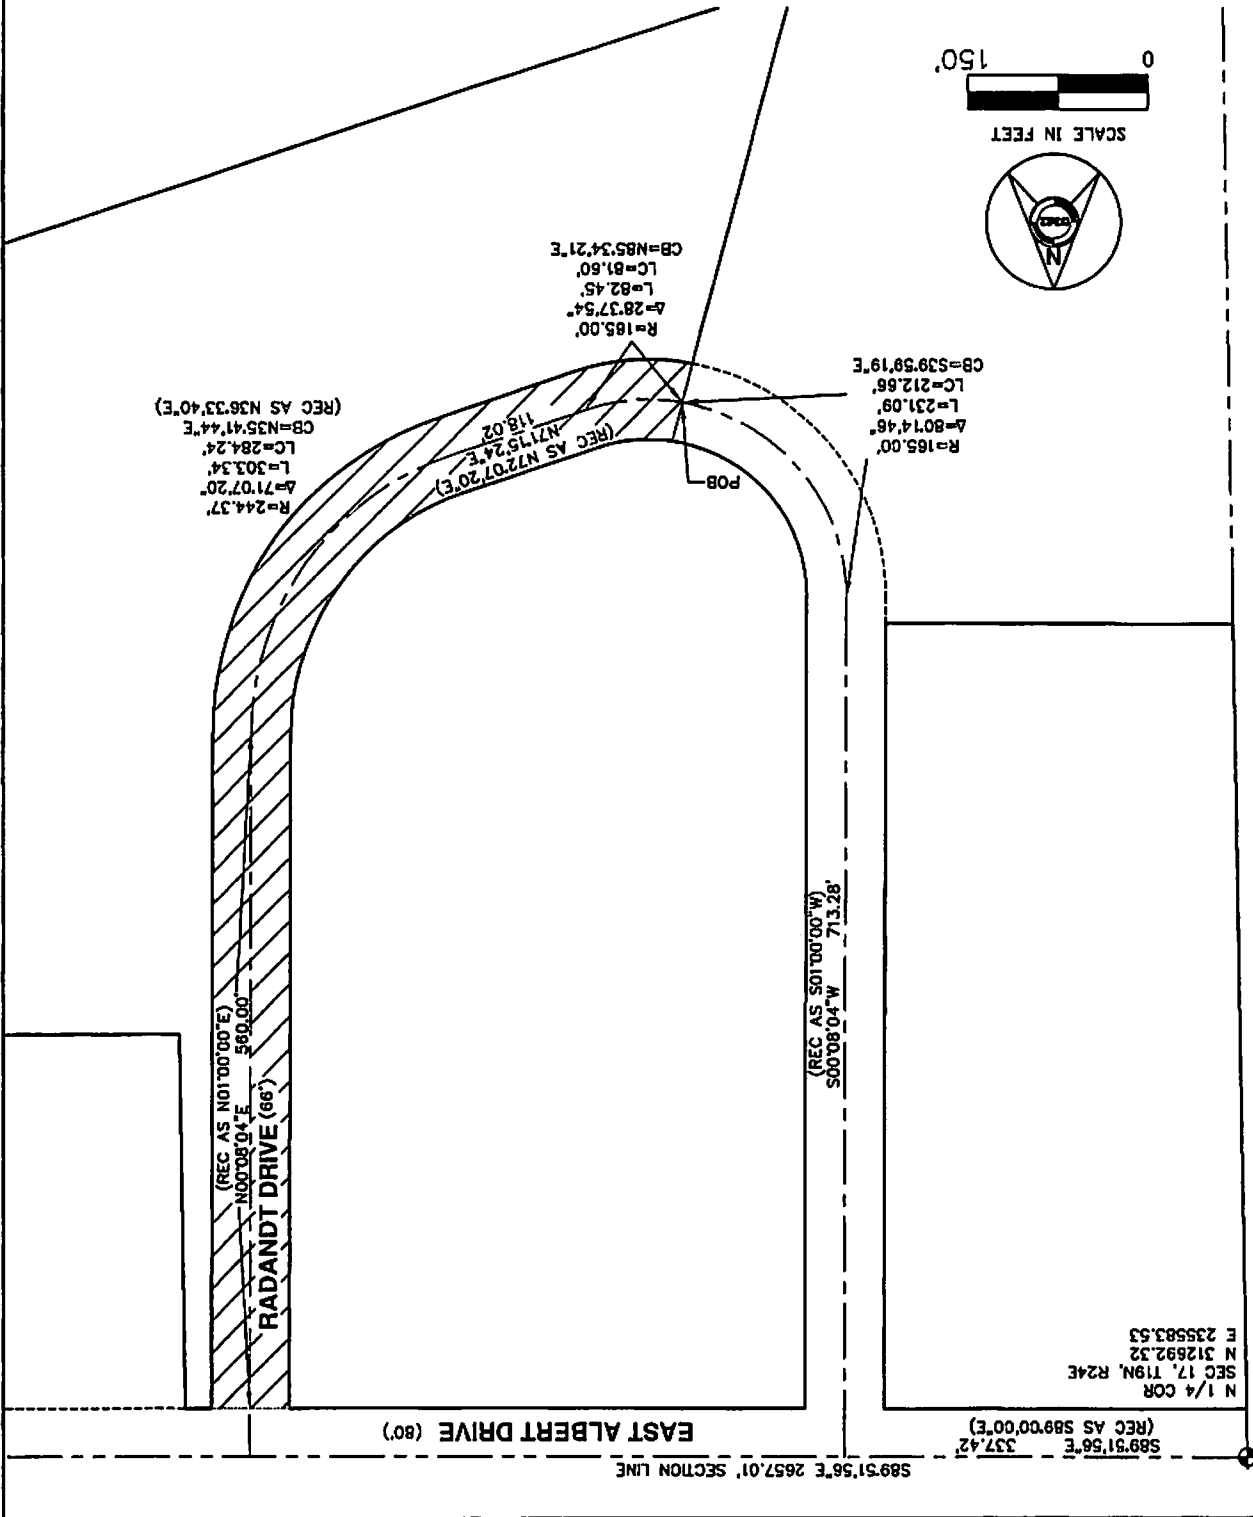 S89°51'56"E 2657.01' SECTION LINE
S89°51'56"E 337.42'
(REC AS S89°00'00"E)
N 1/4 COR
SEC 17, T19N, R24E
N 312692.32
E 235583.53
EAST ALBERT DRIVE (80')
RADANDT DRIVE (66')
(REC AS N01°00'00"E)
N00°08'04"E 560.00'
(REC AS S01°00'00"W)
S00°08'04"W 713.28'
POB
(REC AS N72°07'20"E)
N71°15'24"E
118.02'
R=244.37'
Δ=71°07'20"
L=303.34'
LC=284.24'
CB=N35°41'44"E
(REC AS N36°33'40"E)
R=165.00'
Δ=80°14'46"
L=231.09'
LC=212.66'
CB=S39°59'19"E
R=165.00'
Δ=28°37'54"
L=82.45'
LC=81.60'
CB=N85°34'21"E
N
SCALE IN FEET
0 150'